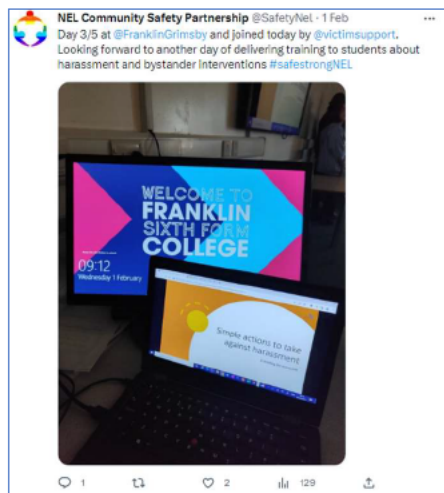 NEL Community Safety Partnership @SafetyNel · 1 Feb
Day 3/5 at @FranklinGrimsby and joined today by @victimsupport.
Looking forward to another day of delivering training to students about
harassment and bystander interventions #safestrongNEL
WELCOME TO
FRANKLIN
SIXTH FORM
COLLEGE
09:12
Wednesday 1 February
Simple actions to take
against harassment
1
2
129